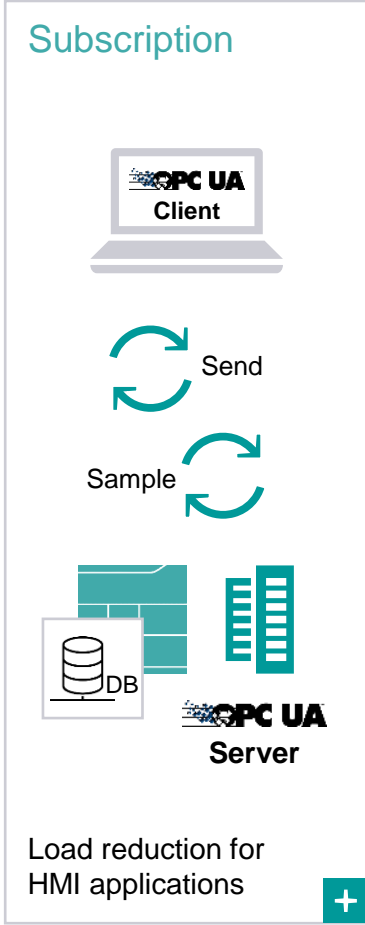 Subscription
OPC UA
Client
Send
Sample
DB
OPC UA
Server
Load reduction for
HMI applications
+